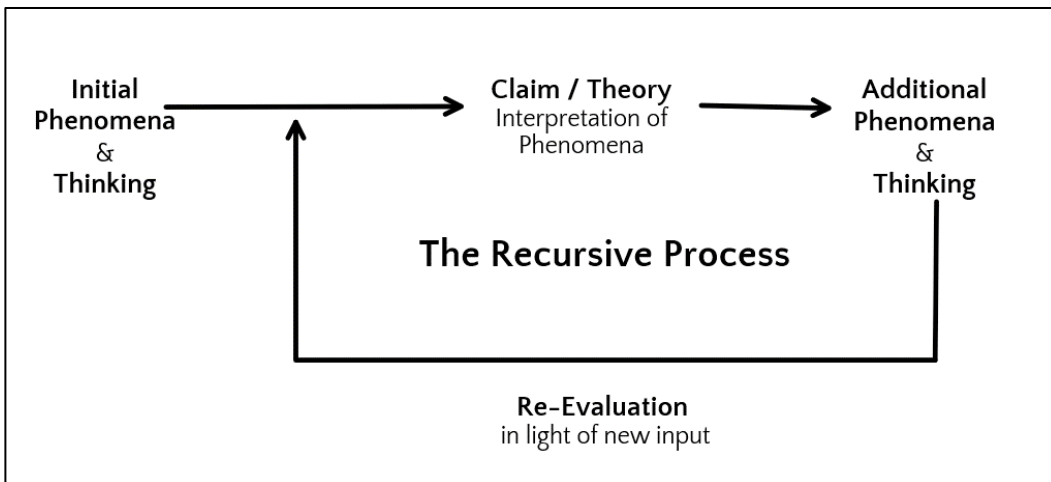 Initial
Phenomena
&
Thinking
Claim / Theory
Interpretation of
Phenomena
Additional
Phenomena
&
Thinking
The Recursive Process
Re-Evaluation
in light of new input